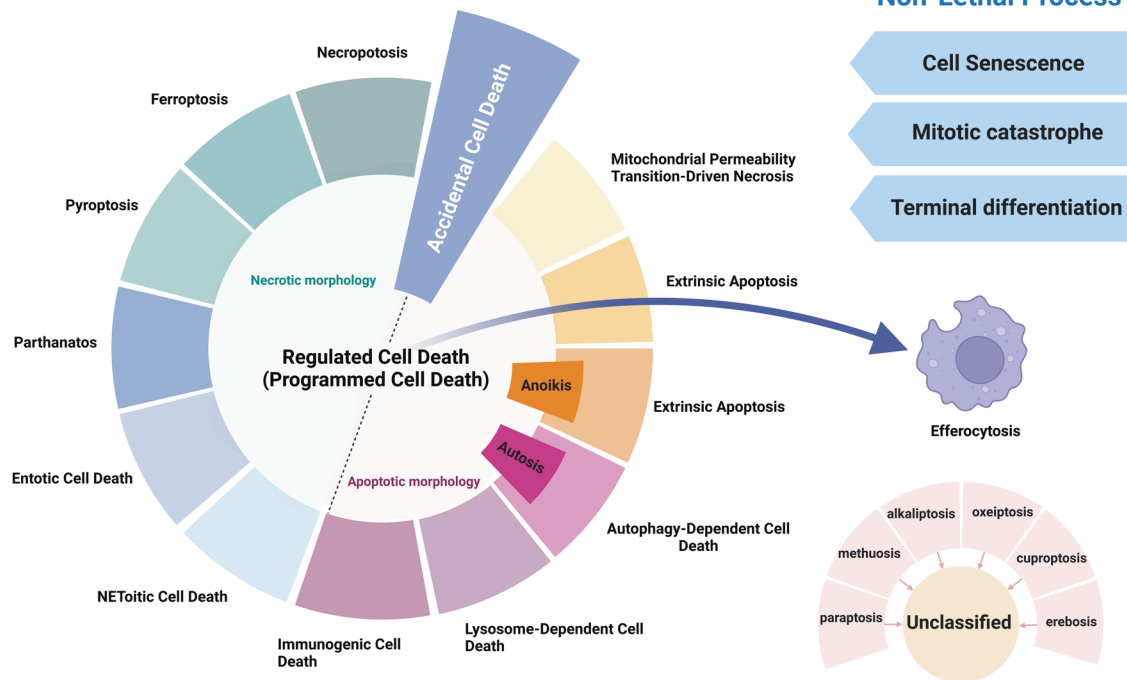 Non-Lethal Process
Necropotosis
Ferroptosis
Pyroptosis
Parthanatos
Entotic Cell Death
NEToitic Cell Death
Immunogenic Cell
Death
Lysosome-Dependent Cell
Death
Autophagy-Dependent Cell
Death
Extrinsic Apoptosis
Extrinsic Apoptosis
Mitochondrial Permeability
Transition-Driven Necrosis
Accidental Cell Death
Necrotic morphology
Regulated Cell Death
(Programmed Cell Death)
Anoikis
Autosis
Apoptotic morphology
Cell Senescence
Mitotic catastrophe
Terminal differentiation
Efferocytosis
alkaliptosis
oxeiptosis
methuosis
cuproptosis
paraptosis
Unclassified
erebosis